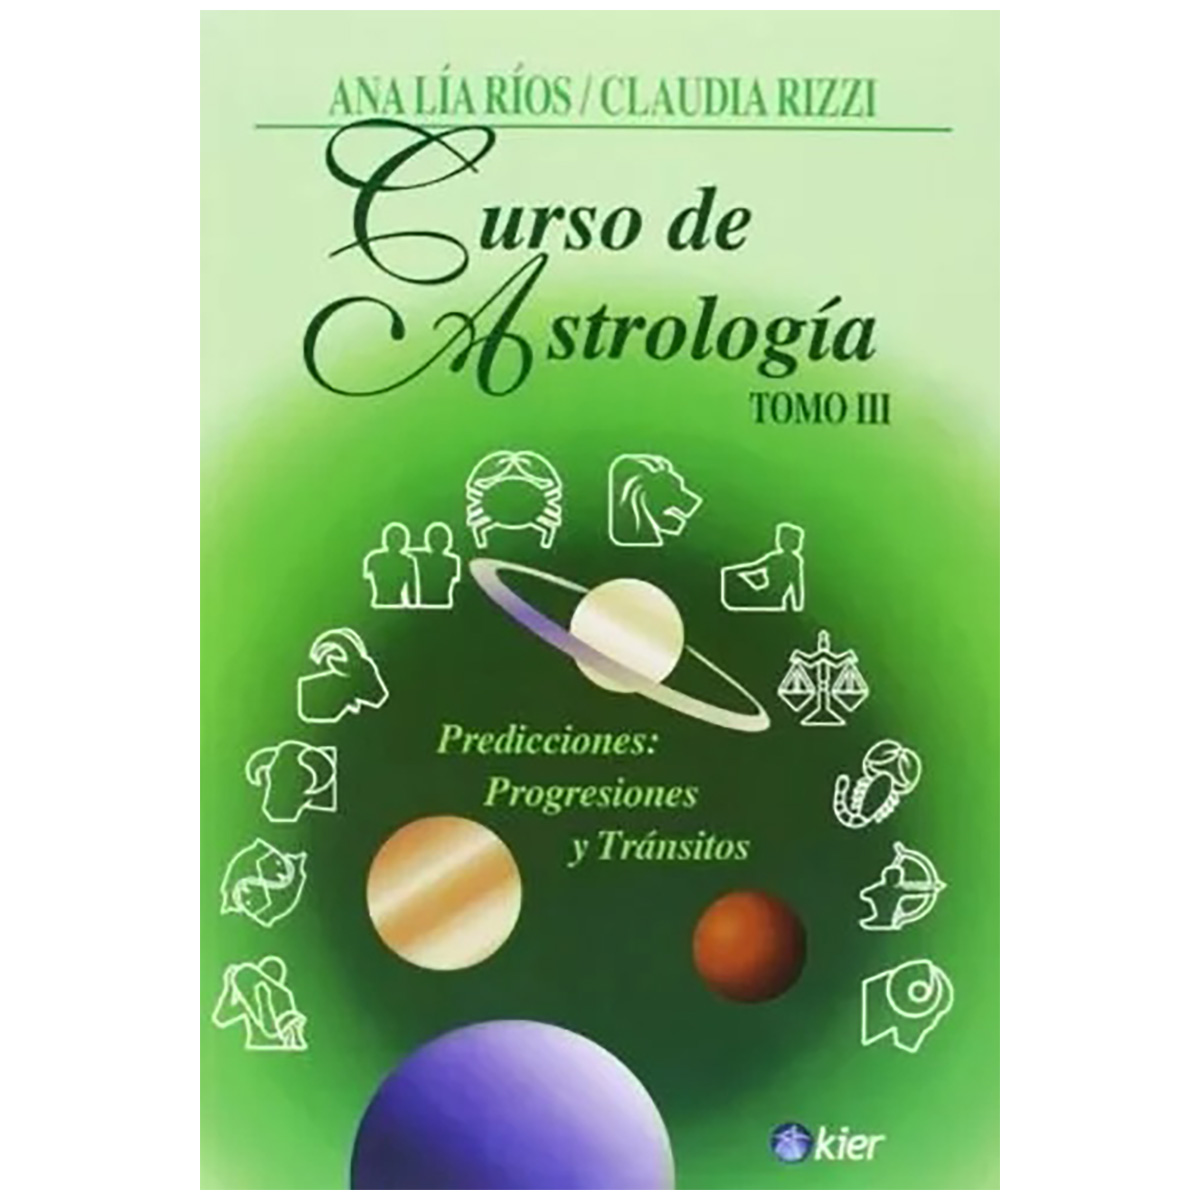 ANA LÍA RÍOS / CLAUDIA RIZZI
Curso de
Astrología
TOMO III
Predicciones:
Progresiones
y Tránsitos
kier